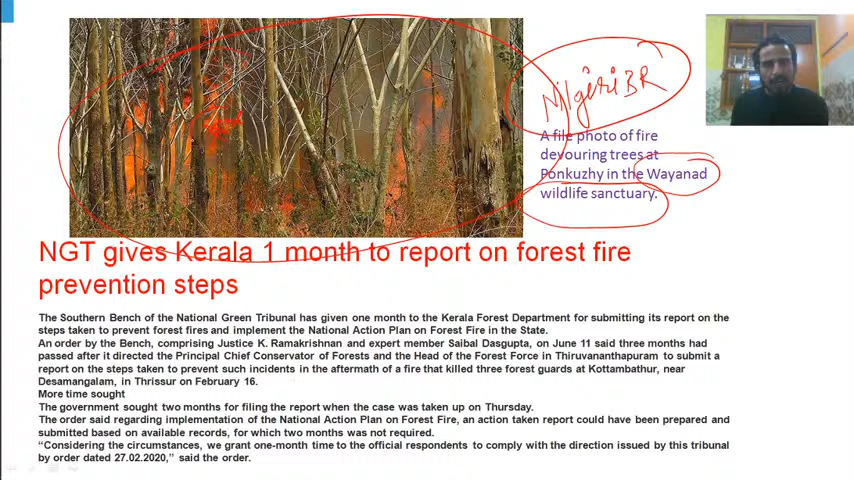 Nilgiri BR
A file photo of fire
devouring trees at
Ponkuzhy in the Wayanad
wildlife sanctuary.
NGT gives Kerala 1 month to report on forest fire
prevention steps
The Southern Bench of the National Green Tribunal has given one month to the Kerala Forest Department for submitting its report on the
steps taken to prevent forest fires and implement the National Action Plan on Forest Fire in the State.
An order by the Bench, comprising Justice K. Ramakrishnan and expert member Saibal Dasgupta, on June 11 said three months had
passed after it directed the Principal Chief Conservator of Forests and the Head of the Forest Force in Thiruvananthapuram to submit a
report on the steps taken to prevent such incidents in the aftermath of a fire that killed three forest guards at Kottambathur, near
Desamangalam, in Thrissur on February 16.
More time sought
The government sought two months for filing the report when the case was taken up on Thursday.
The order said regarding implementation of the National Action Plan on Forest Fire, an action taken report could have been prepared and
submitted based on available records, for which two months was not required.
“Considering the circumstances, we grant one-month time to the official respondents to comply with the direction issued by this tribunal
by order dated 27.02.2020,” said the order.